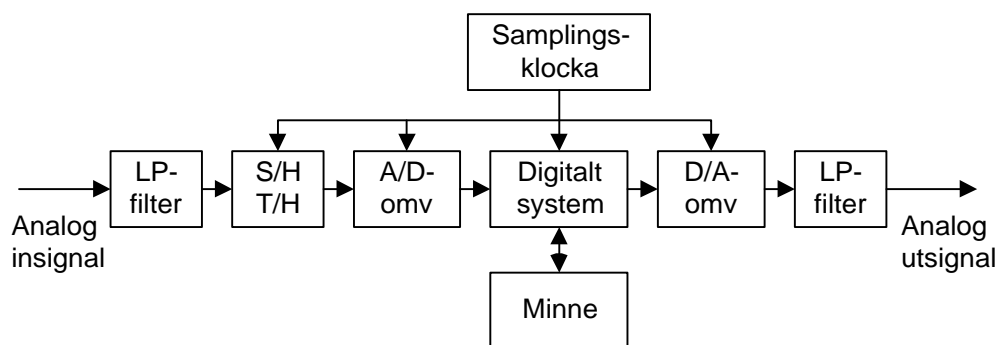 Samplings-
klocka
LP-
filter
S/H
T/H
A/D-
omv
Digitalt
system
D/A-
omv
LP-
filter
Analog
insignal
Analog
utsignal
Minne